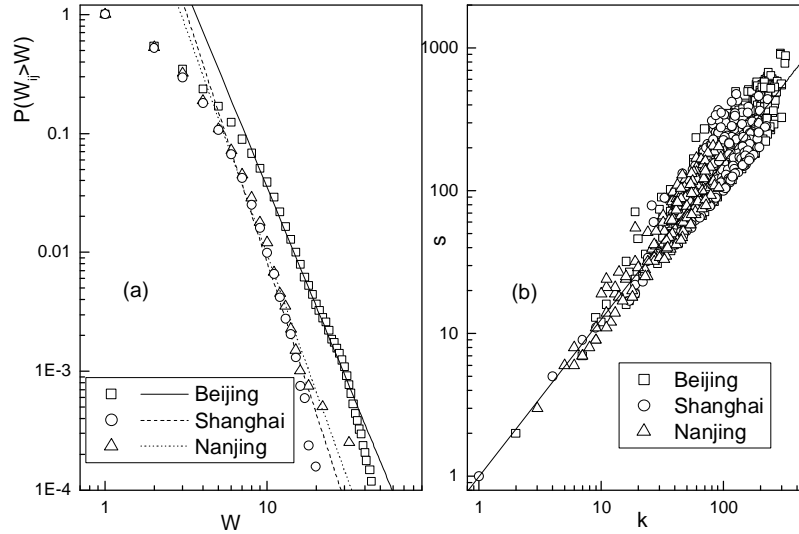 P(W_ij>W)
1
0.1
0.01
1E-3
1E-4
(a)
Beijing
Shanghai
Nanjing
1 10
W
s
1000
100
10
1
(b)
Beijing
Shanghai
Nanjing
1 10 100
k